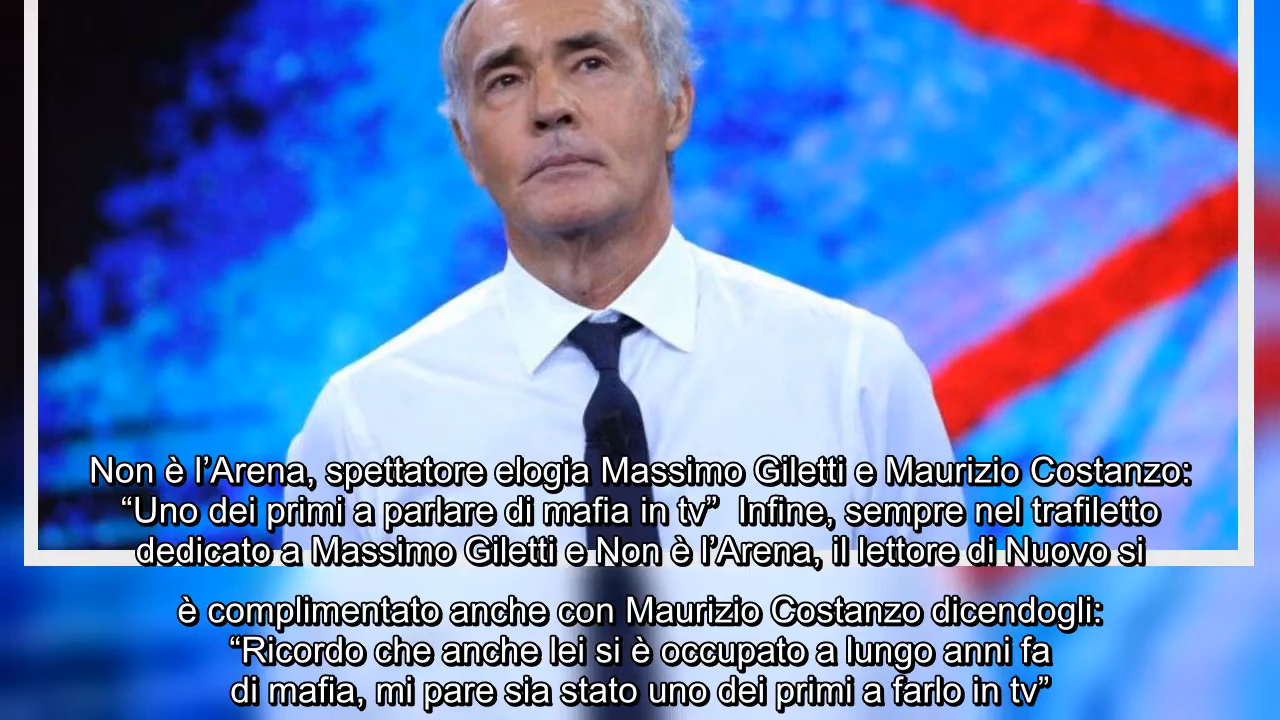 Non è l’Arena, spettatore elogia Massimo Giletti e Maurizio Costanzo:
“Uno dei primi a parlare di mafia in tv”  Infine, sempre nel trafiletto
dedicato a Massimo Giletti e Non è l’Arena, il lettore di Nuovo si
è complimentato anche con Maurizio Costanzo dicendogli:
“Ricordo che anche lei si è occupato a lungo anni fa
di mafia, mi pare sia stato uno dei primi a farlo in tv”